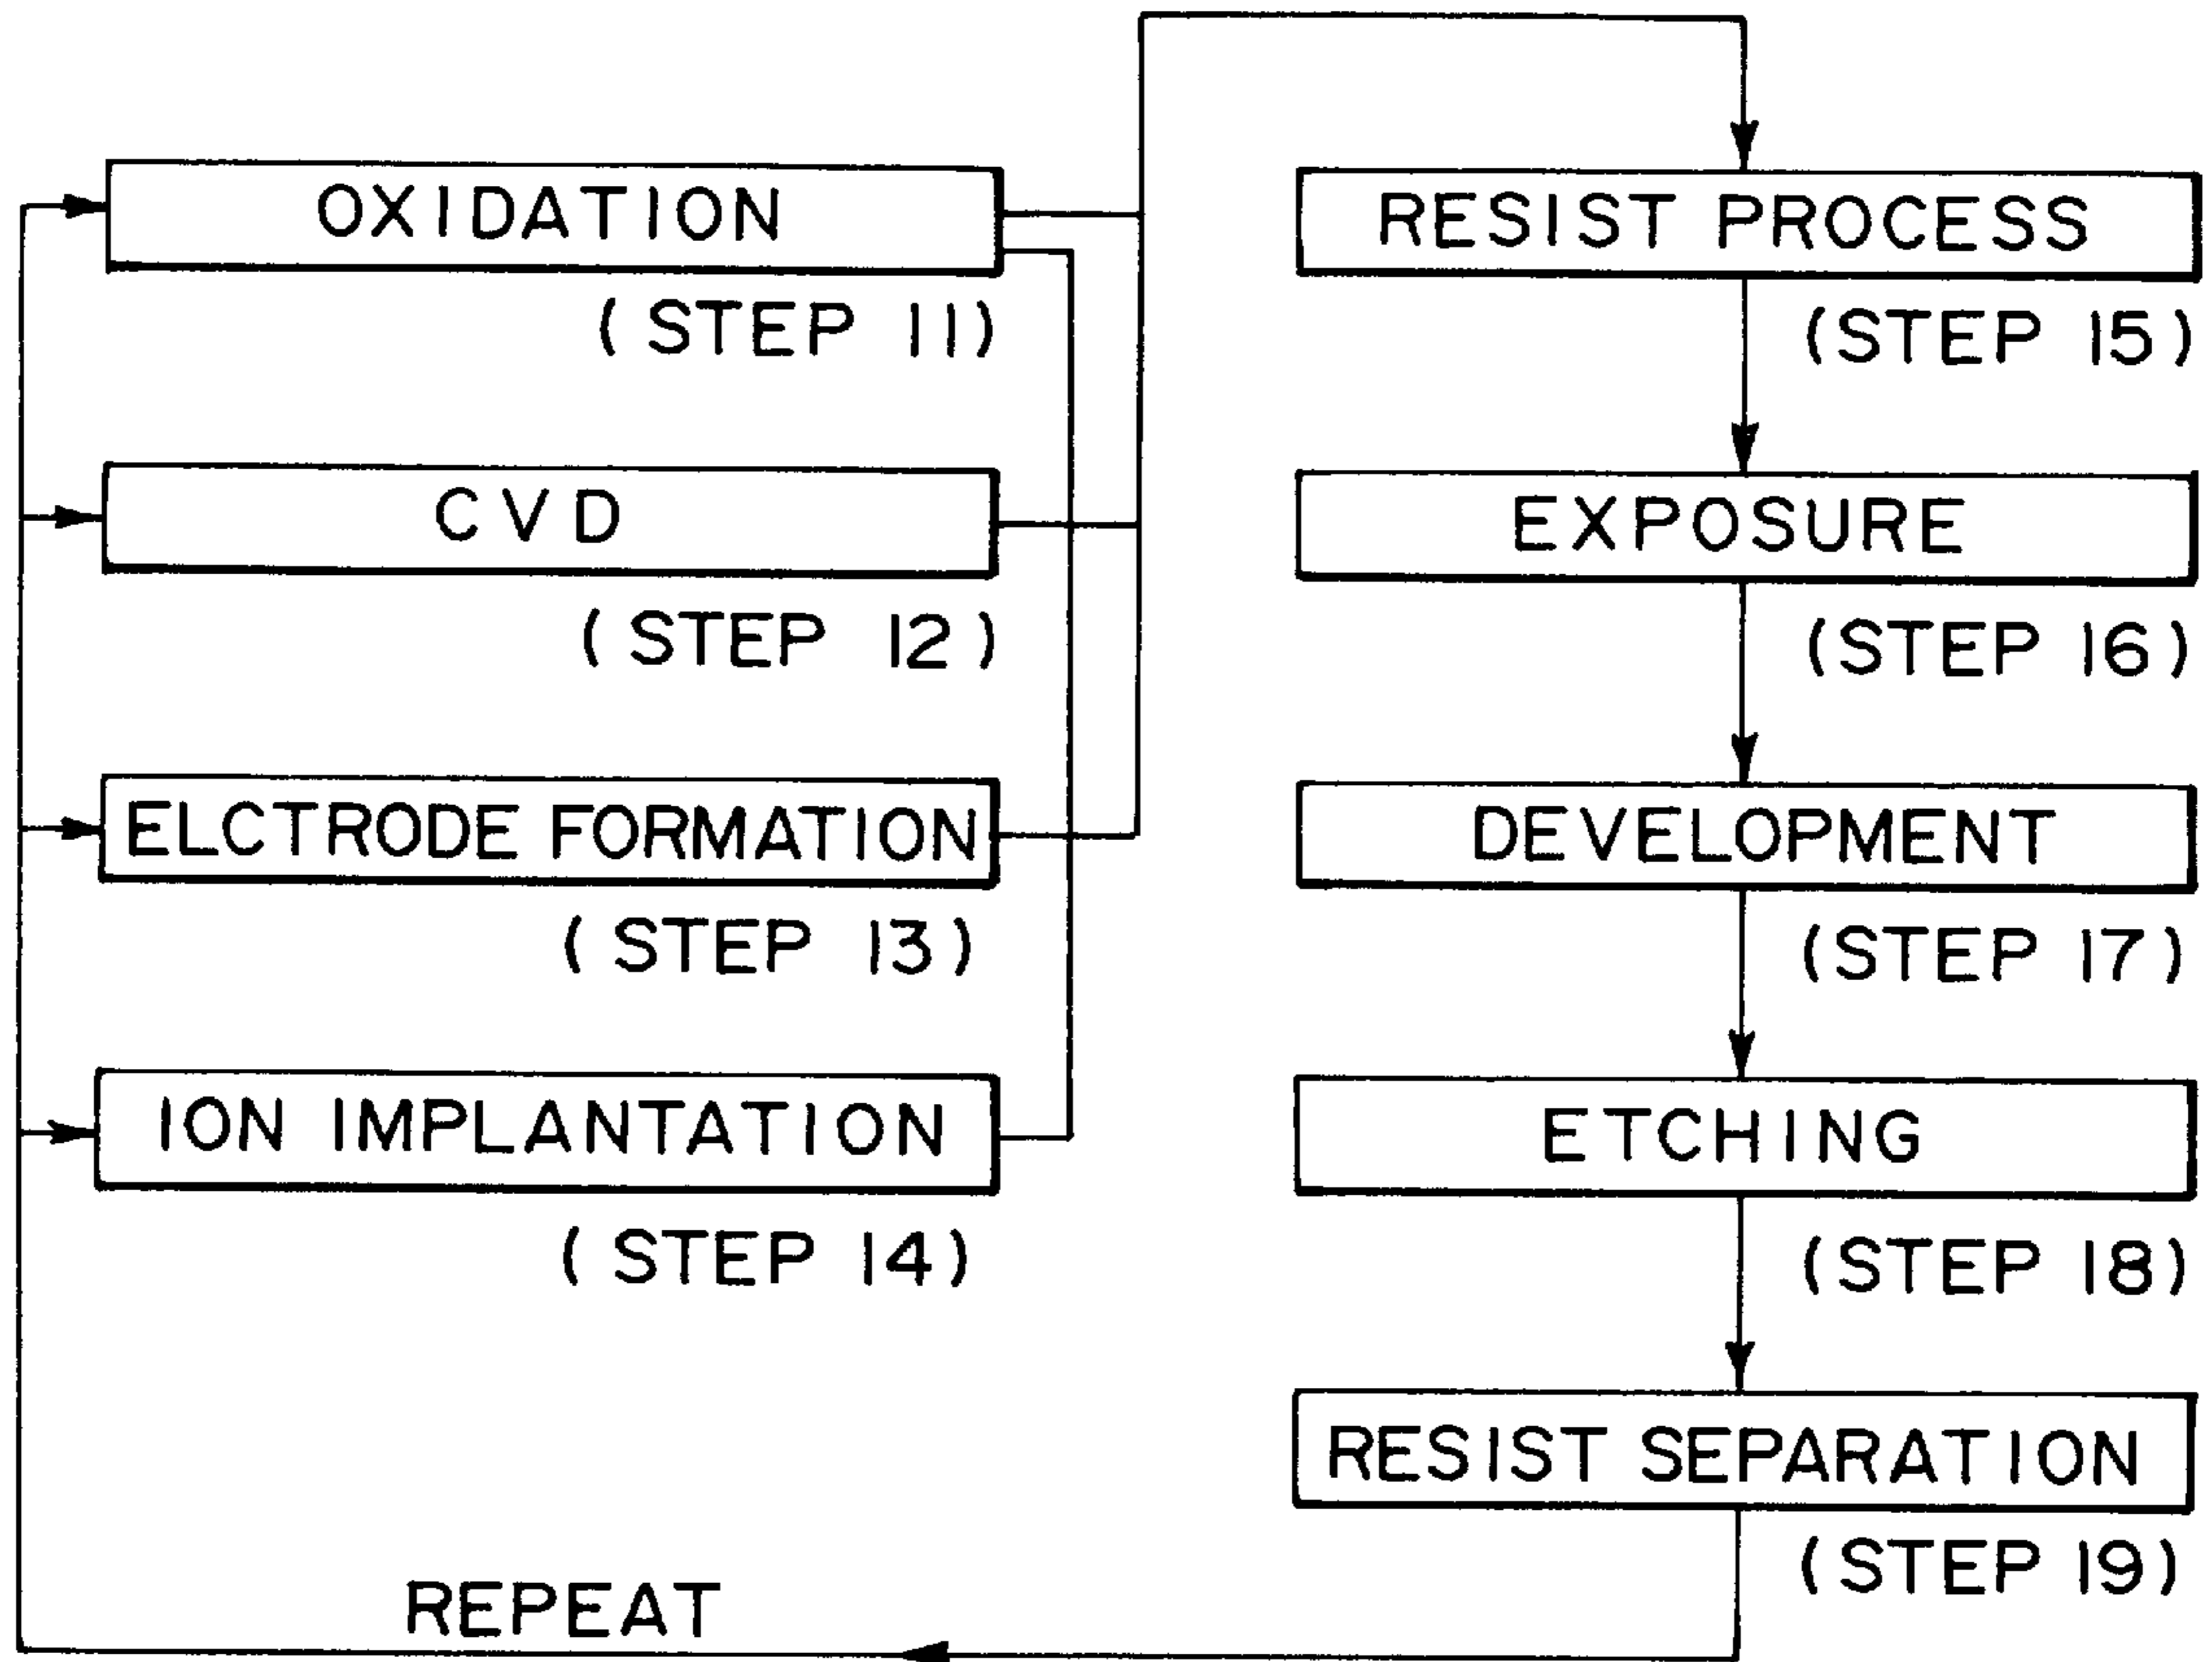 OXIDATION
(STEP 11)
CVD
(STEP 12)
ELCTRODE FORMATION
(STEP 13)
ION IMPLANTATION
(STEP 14)
REPEAT
RESIST PROCESS
(STEP 15)
EXPOSURE
(STEP 16)
DEVELOPMENT
(STEP 17)
ETCHING
(STEP 18)
RESIST SEPARATION
(STEP 19)